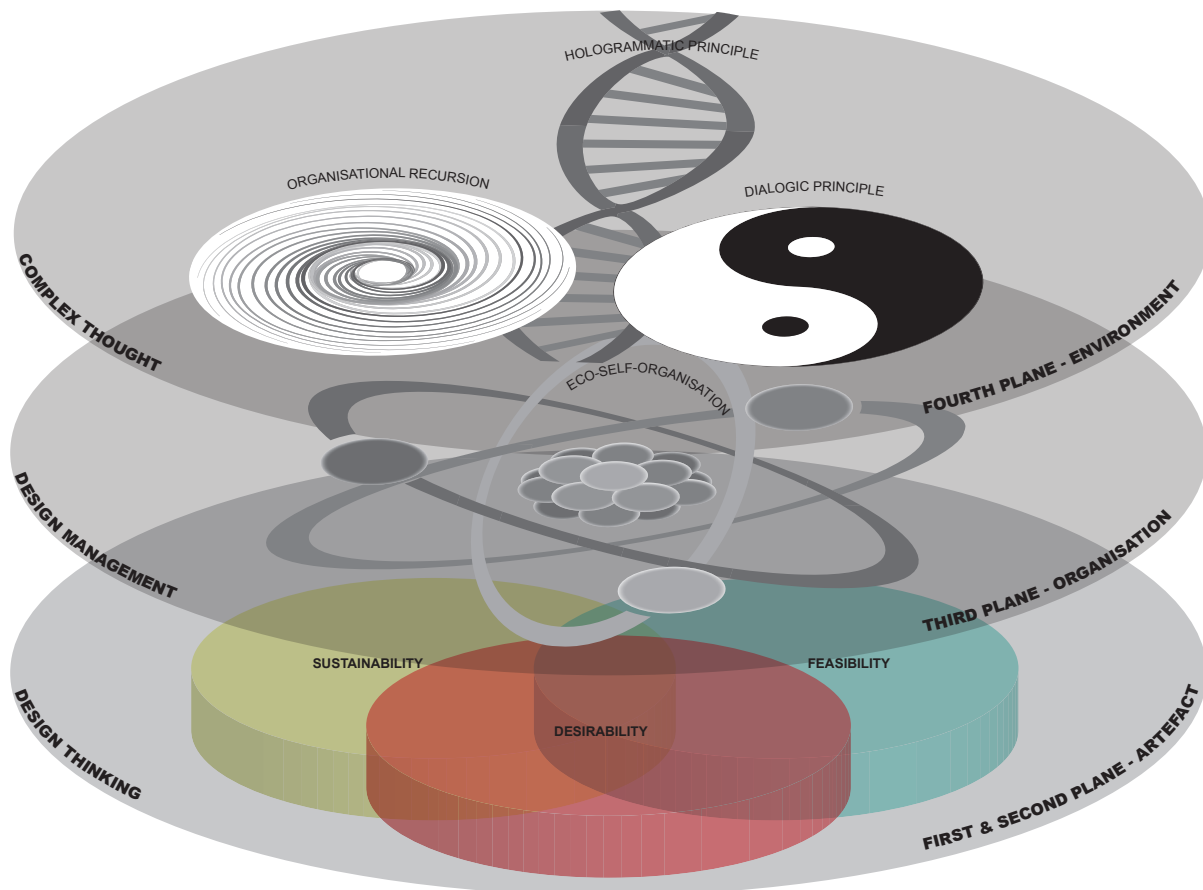 HOLOGRAMMATIC PRINCIPLE
ORGANISATIONAL RECURSION
DIALOGIC PRINCIPLE
COMPLEX THOUGHT
FOURTH PLANE - ENVIRONMENT
ECO-SELF-ORGANISATION
DESIGN MANAGEMENT
THIRD PLANE - ORGANISATION
SUSTAINABILITY
FEASIBILITY
DESIRABILITY
DESIGN THINKING
FIRST & SECOND PLANE - ARTEFACT